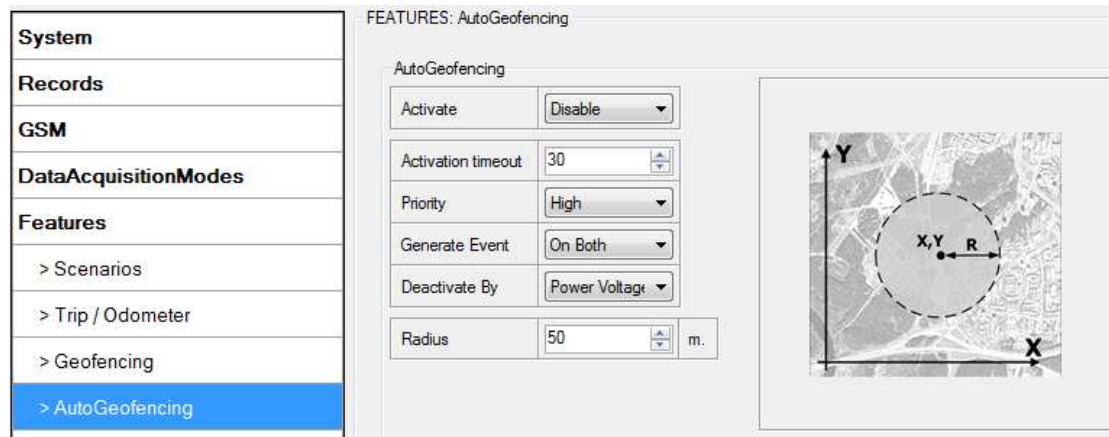 System
Records
GSM
DataAcquisitionModes
Features
> Scenarios
> Trip / Odometer
> Geofencing
> AutoGeofencing
FEATURES: AutoGeofencing
AutoGeofencing
Activate Disable
Activation timeout 30
Priority High
Generate Event On Both
Deactivate By Power Voltage
Radius 50 m.
Y
X,Y R
X